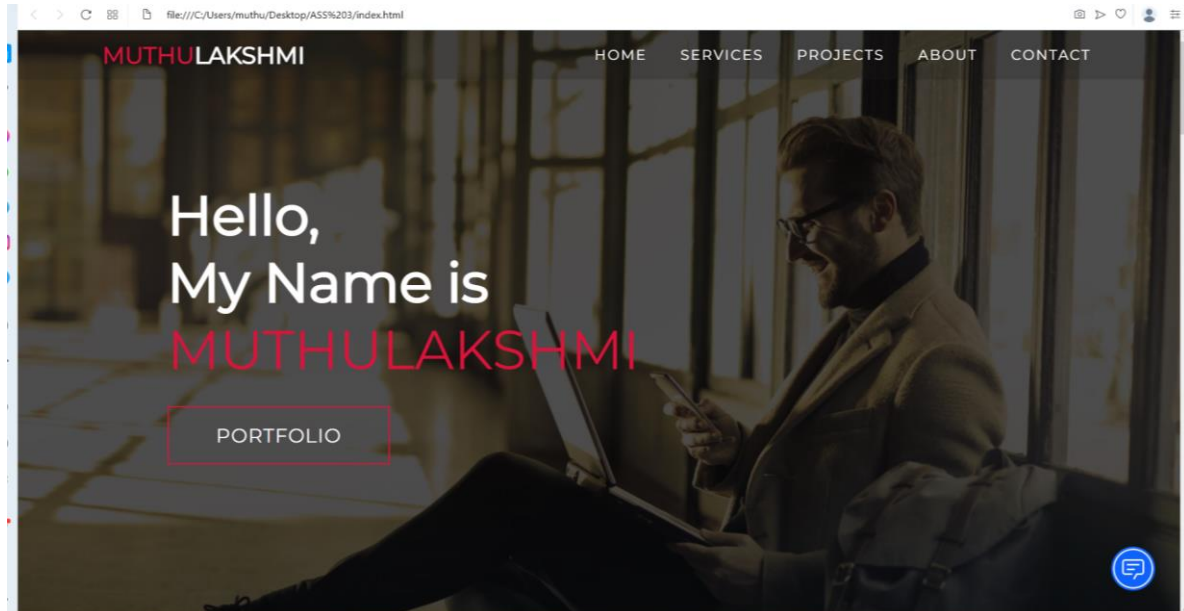 file:///C:/Users/muthu/Desktop/ASS%203/index.html
MUTHULAKSHMI HOME SERVICES PROJECTS ABOUT CONTACT
Hello,
My Name is
MUTHULAKSHMI
PORTFOLIO